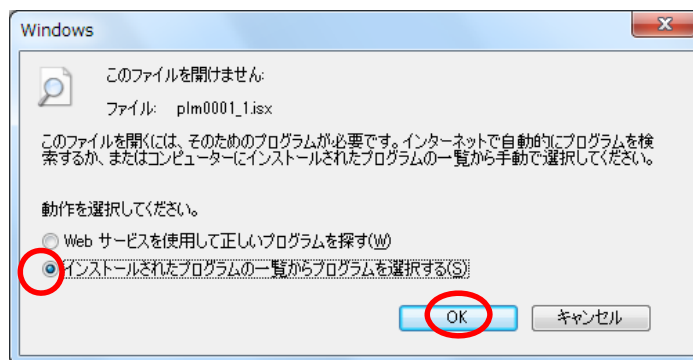 Windows
このファイルを開けません:
ファイル: plm0001_1.isx
このファイルを開くには、そのためのプログラムが必要です。インターネットで自動的にプログラムを検
索するか、またはコンピューターにインストールされたプログラムの一覧から手動で選択してください。
動作を選択してください。
Web サービスを使用して正しいプログラムを探す(W)
インストールされたプログラムの一覧からプログラムを選択する(S)
OK
キャンセル